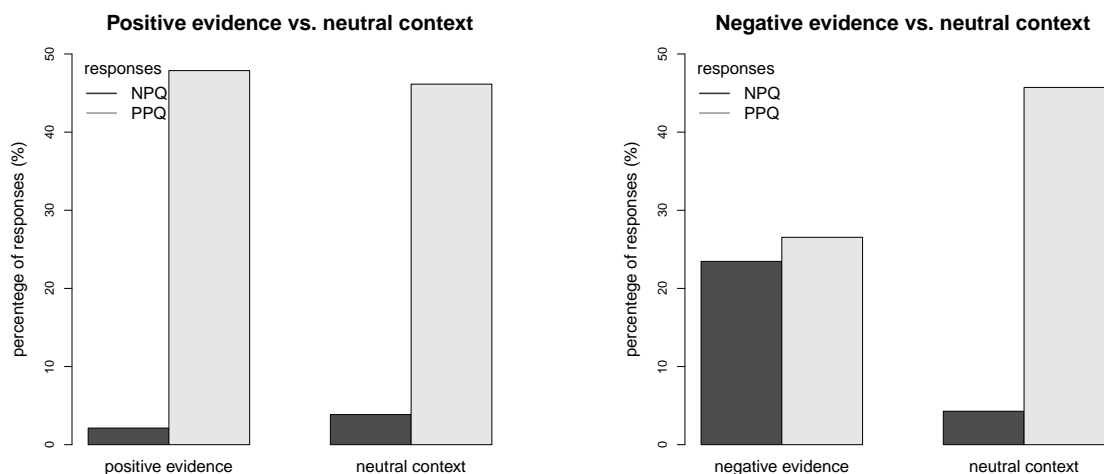 Positive evidence vs. neutral context
percentege of responses (%)
50
40
30
20
10
0
responses
NPQ
PPQ
positive evidence
neutral context
Negative evidence vs. neutral context
percentege of responses (%)
50
40
30
20
10
0
responses
NPQ
PPQ
negative evidence
neutral context